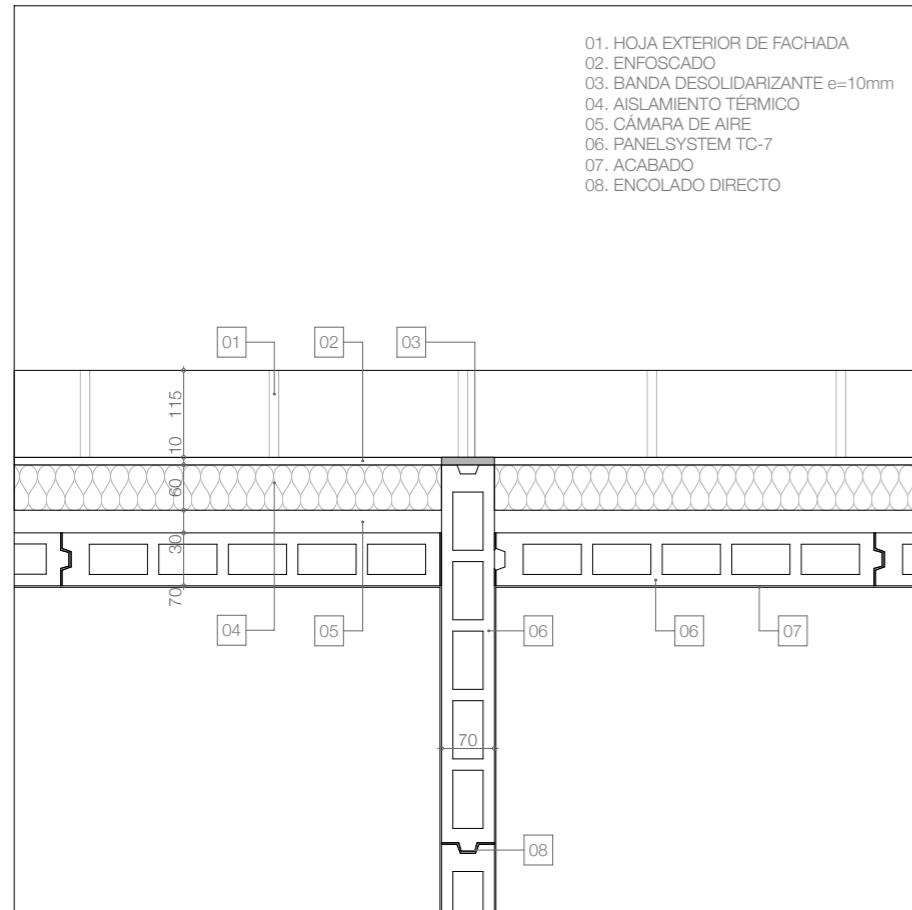 01. HOJA EXTERIOR DE FACHADA
02. ENFOSCADO
03. BANDA DESOLIDARIZANTE e=10mm
04. AISLAMIENTO TÉRMICO
05. CÁMARA DE AIRE
06. PANELSYSTEM TC-7
07. ACABADO
08. ENCOLADO DIRECTO
01
02
03
115
10
60
30
70
04
05
06
06
07
70
08